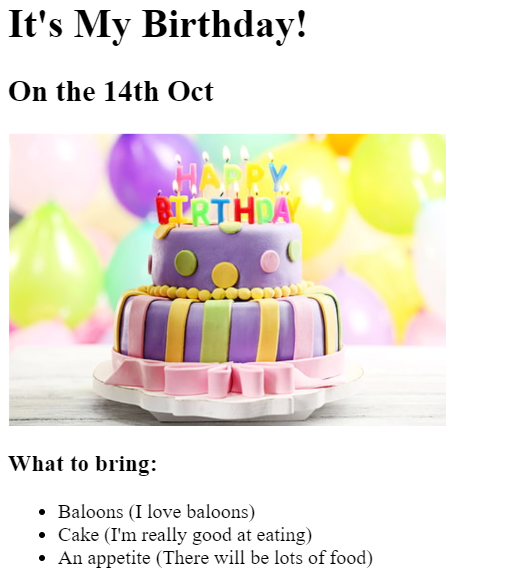 It's My Birthday!
On the 14th Oct
HAPPY
BIRTHDAY
What to bring:
Baloons (I love baloons)
Cake (I'm really good at eating)
An appetite (There will be lots of food)